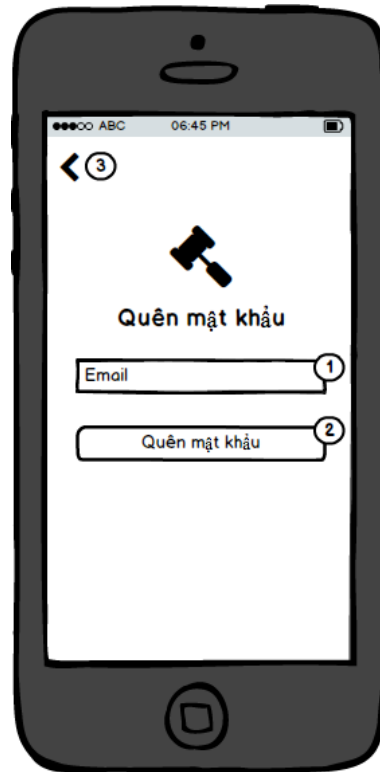 ABC 06:45 PM
3
Quên mật khẩu
Email 1
Quên mật khẩu 2